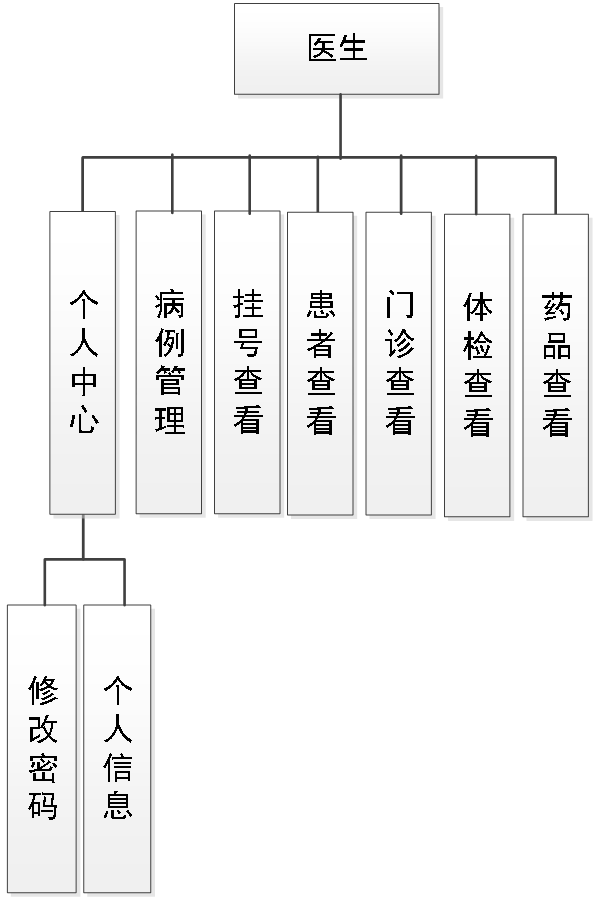 医生
个人中心
病例管理
挂号查看
患者查看
门诊查看
体检查看
药品查看
修改密码
个人信息